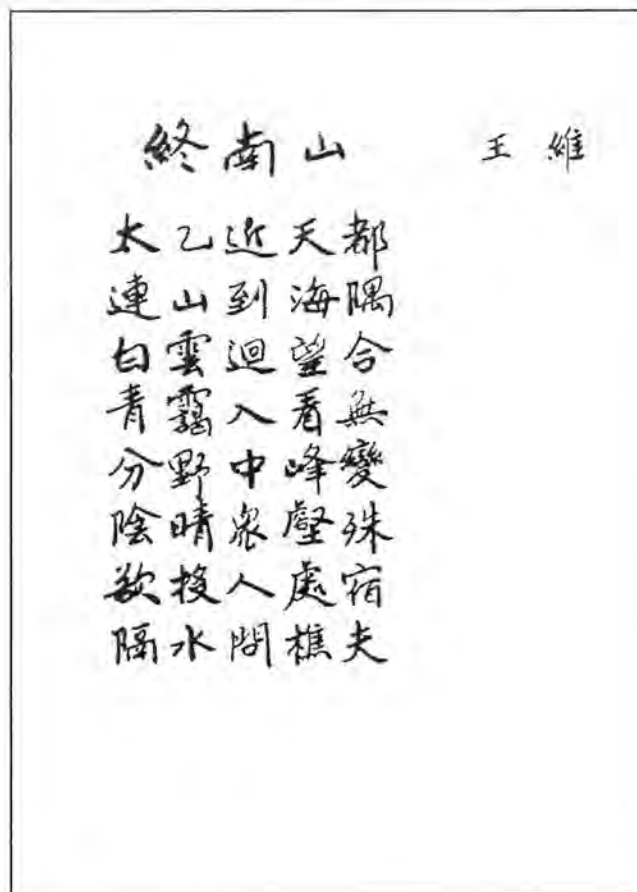 終南山 王維
太乙近天都
連山到海隅
白雲迴望合
青靄入看無
分野中峰變
陰晴衆壑殊
欲投人處宿
隔水問樵夫